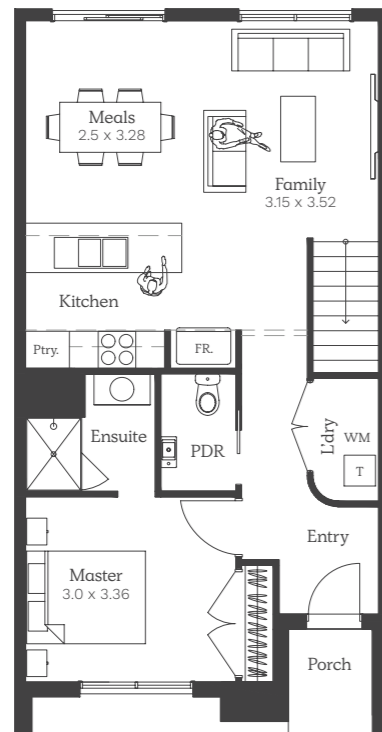 Meals
2.5 x 3.28
Family
3.15 x 3.52
Kitchen
Ptry.
FR.
Ensuite
PDR
L'dry
WM
T
Entry
Master
3.0 x 3.36
Porch